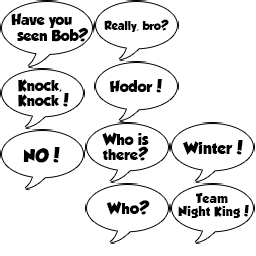 Have you
seen Bob?
Really, bro?
Knock,
Knock!
Hodor!
NO!
Who is
there?
Winter!
Who?
Team
Night King!